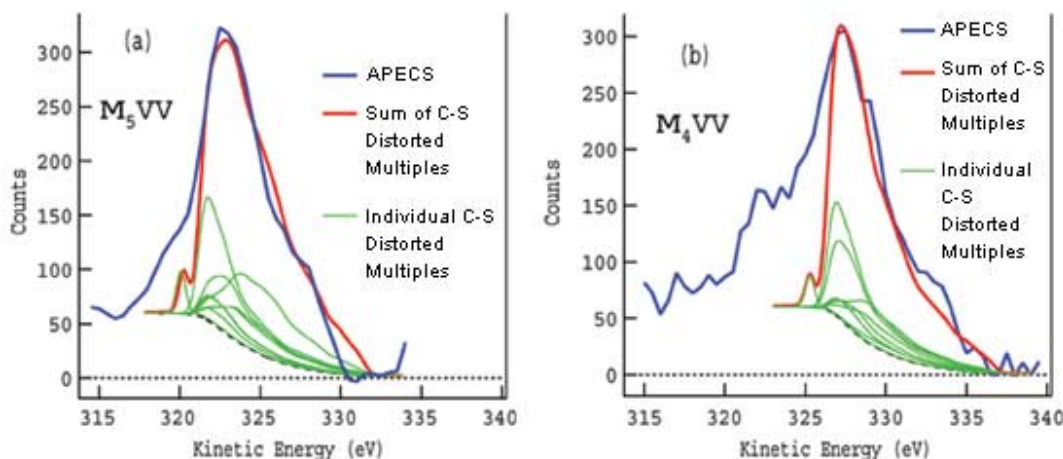 (a)
M5VV
APECS
Sum of C-S
Distorted
Multiples
Individual C-S
Distorted
Multiples
Counts
300
250
200
150
100
50
0
315 320 325 330 335 340
Kinetic Energy (eV)
(b)
M4VV
APECS
Sum of C-S
Distorted
Multiples
Individual
C-S
Distorted
Multiples
Counts
300
250
200
150
100
50
0
315 320 325 330 335 340
Kinetic Energy (eV)